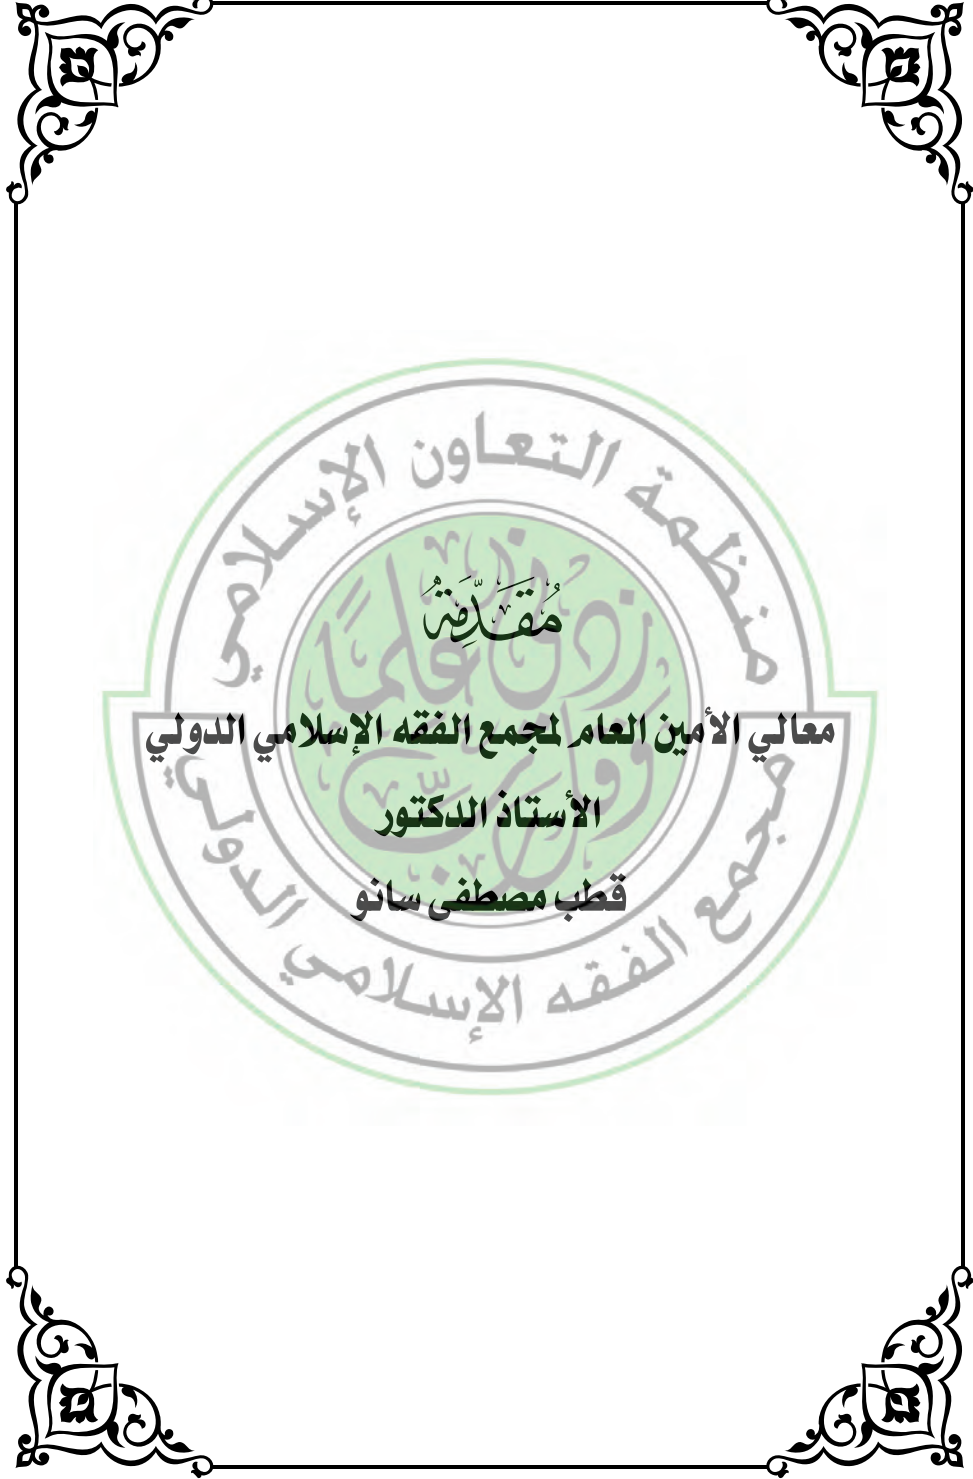 منظمة التعاون الإسلامي
مُقَدِّمَةُ
معالي الأمين العام لمجمع الفقه الإسلامي الدولي
الأستاذ الدكتور
قطب مصطفى سانو
مجمع الفقه الإسلامي الدولي